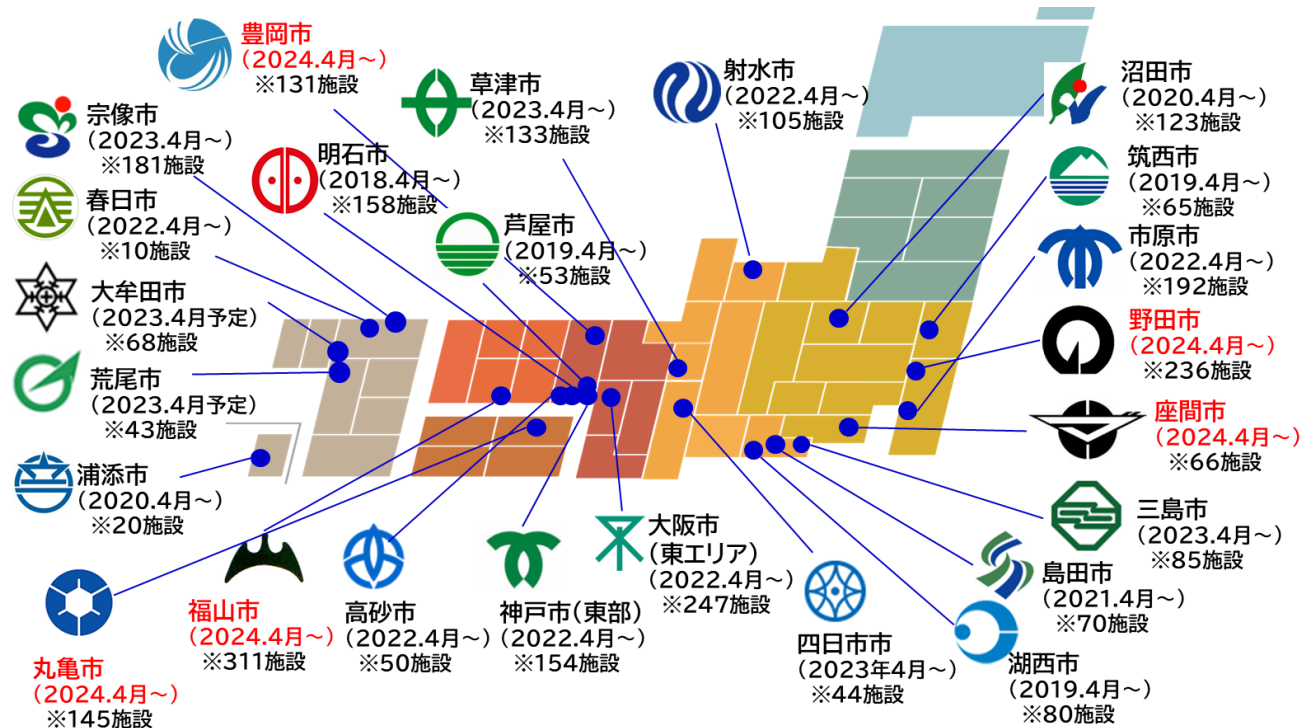 豊岡市
(2024.4月～)
※131施設
草津市
(2023.4月～)
※133施設
射水市
(2022.4月～)
※105施設
沼田市
(2020.4月～)
※123施設
宗像市
(2023.4月～)
※181施設
明石市
(2018.4月～)
※158施設
筑西市
(2019.4月～)
※65施設
春日市
(2022.4月～)
※10施設
芦屋市
(2019.4月～)
※53施設
市原市
(2022.4月～)
※192施設
大牟田市
(2023.4月予定)
※68施設
野田市
(2024.4月～)
※236施設
荒尾市
(2023.4月予定)
※43施設
座間市
(2024.4月～)
※66施設
浦添市
(2020.4月～)
※20施設
三島市
(2023.4月～)
※85施設
大阪市
(東エリア)
(2022.4月～)
※247施設
島田市
(2021.4月～)
※70施設
福山市
(2024.4月～)
※311施設
高砂市
(2022.4月～)
※50施設
神戸市(東部)
(2022.4月～)
※154施設
四日市市
(2023年4月～)
※44施設
湖西市
(2019.4月～)
※80施設
丸亀市
(2024.4月～)
※145施設